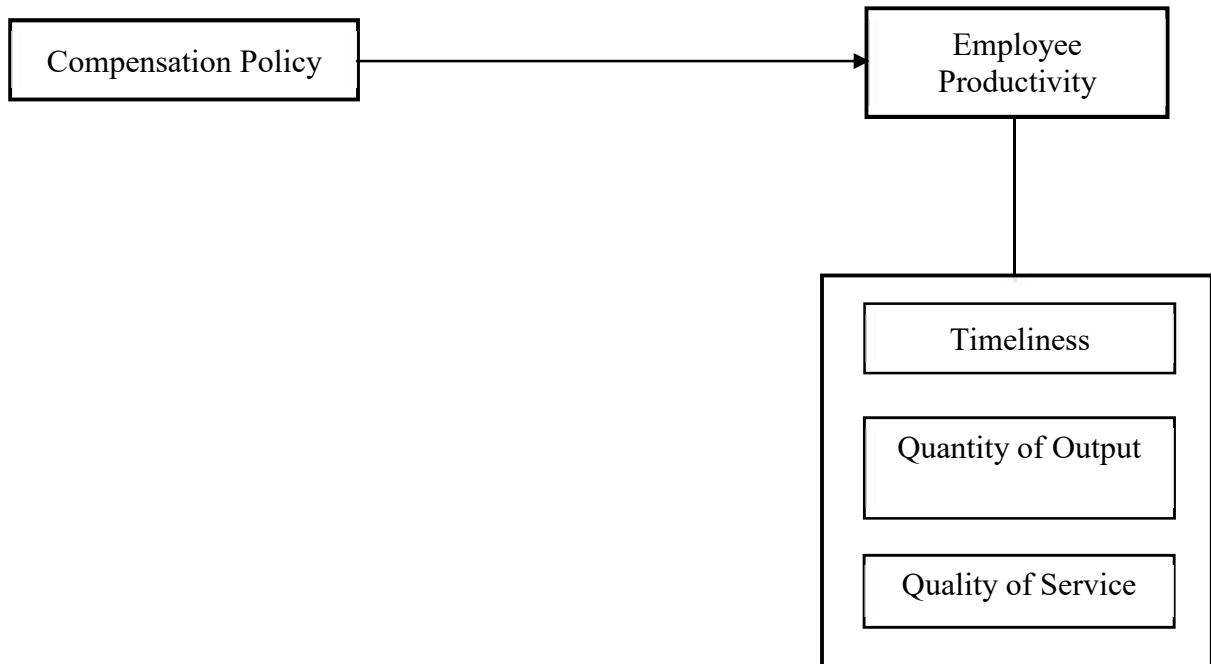 Compensation Policy
Employee
Productivity
Timeliness
Quantity of Output
Quality of Service